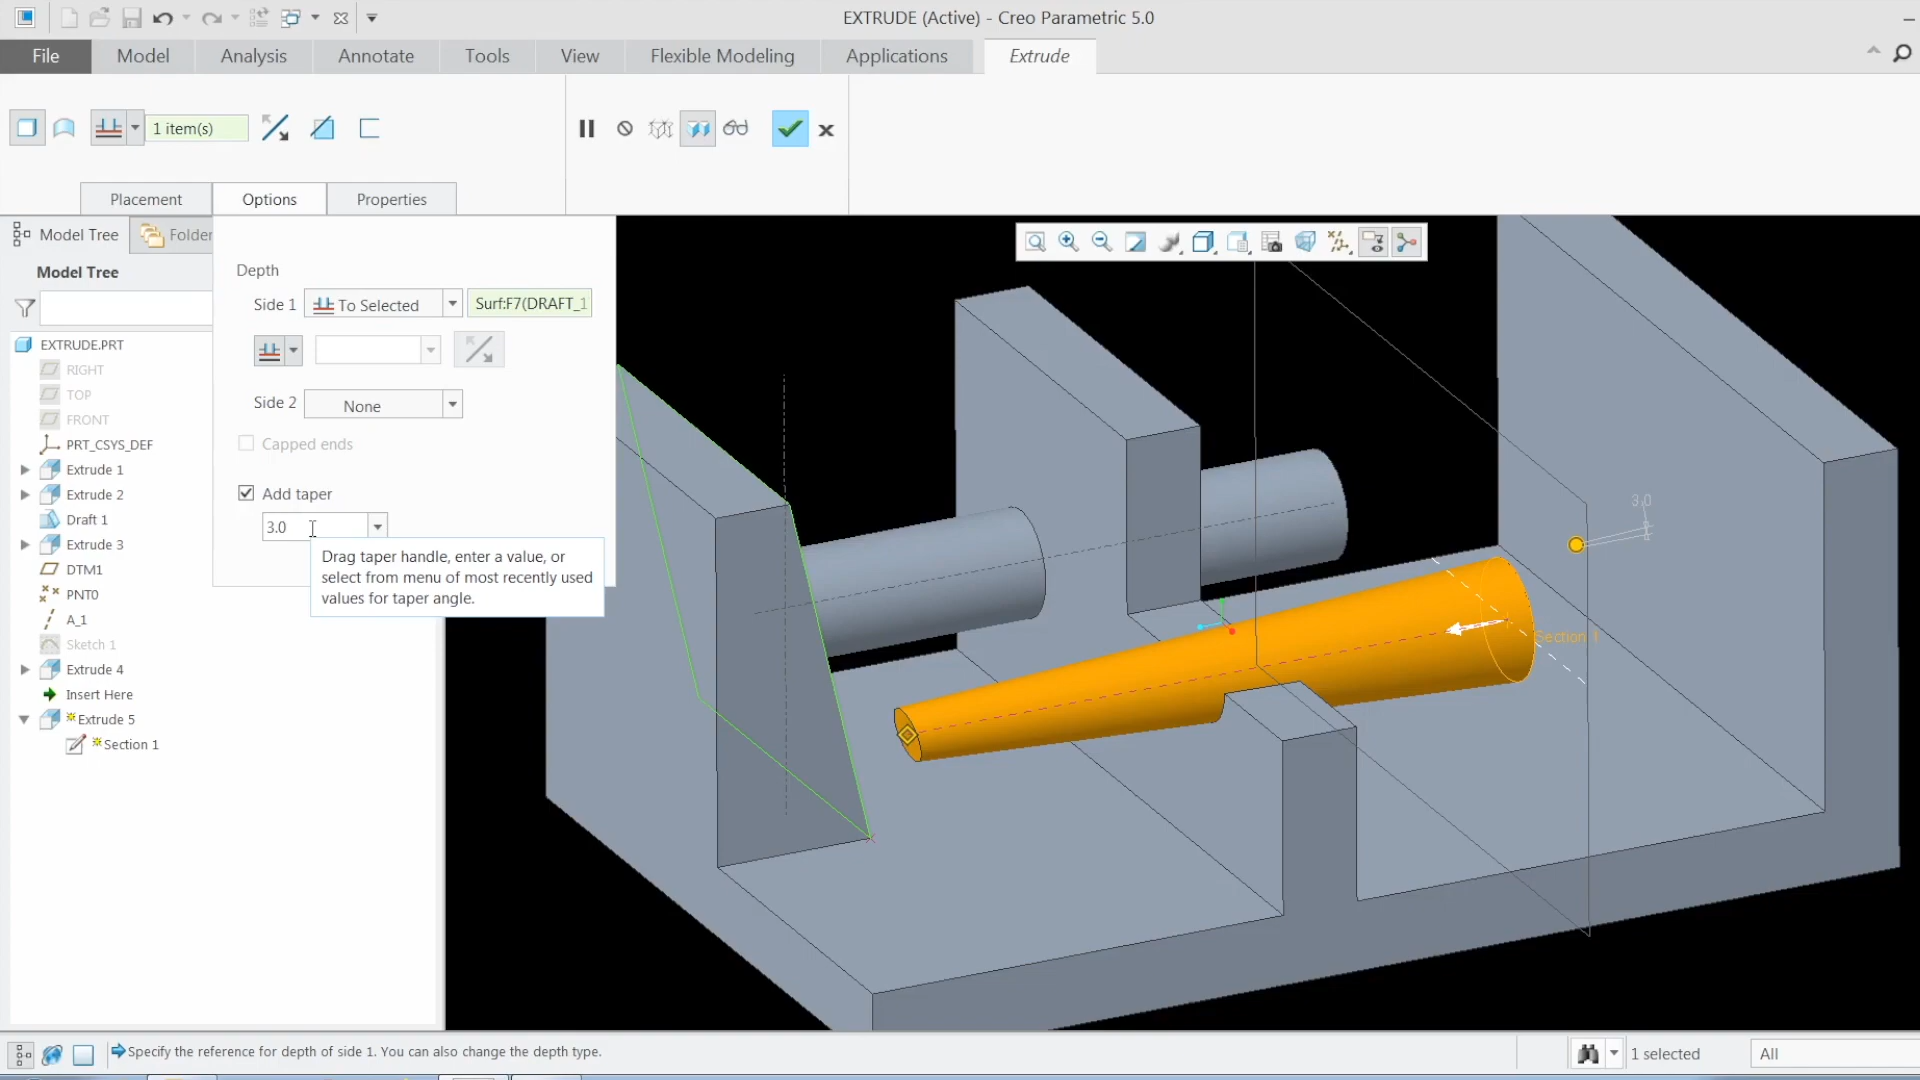 EXTRUDE (Active) - Creo Parametric 5.0
File
Model
Analysis
Annotate
Tools
View
Flexible Modeling
Applications
Extrude
1 item(s)
Placement
Options
Properties
Model Tree
Folder
Model Tree
EXTRUDE.PRT
RIGHT
TOP
FRONT
PRT_CSYS_DEF
Extrude 1
Extrude 2
Draft 1
Extrude 3
DTM1
PNT0
A_1
Sketch 1
Extrude 4
Insert Here
Extrude 5
Section 1
Depth
Side 1
To Selected
Surf:F7(DRAFT_1
Side 2
None
Capped ends
Add taper
3.0
Drag taper handle, enter a value, or
select from menu of most recently used
values for taper angle.
3.0
Section 1
Specify the reference for depth of side 1. You can also change the depth type.
1 selected
All